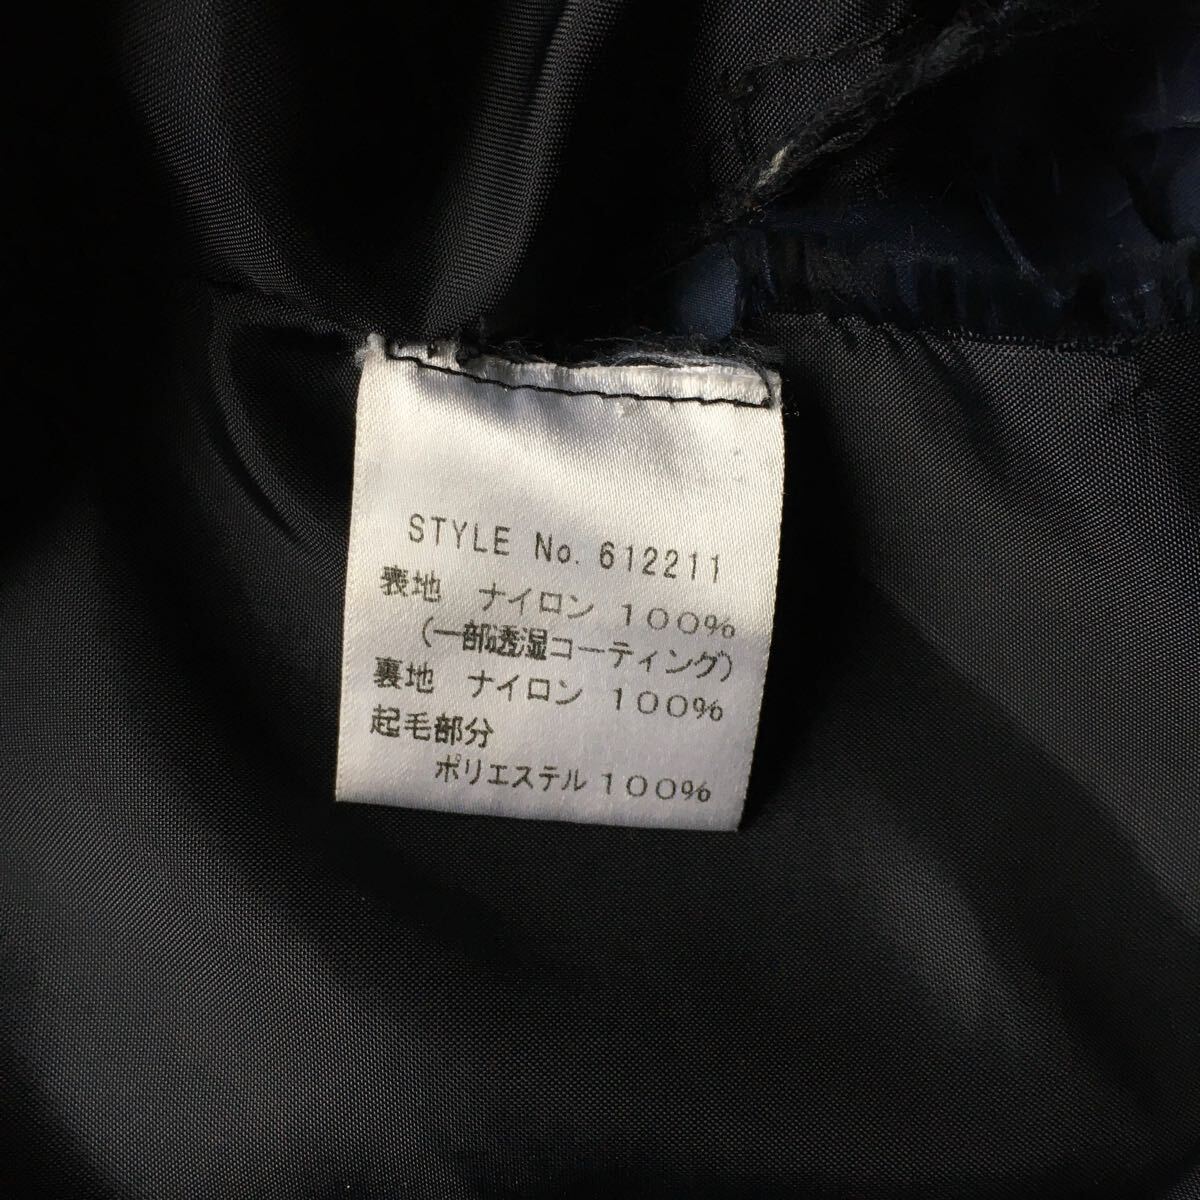 STYLE No. 612211
表地 ナイロン 100%
(一部透湿コーティング)
裏地 ナイロン 100%
起毛部分
ポリエステル 100%